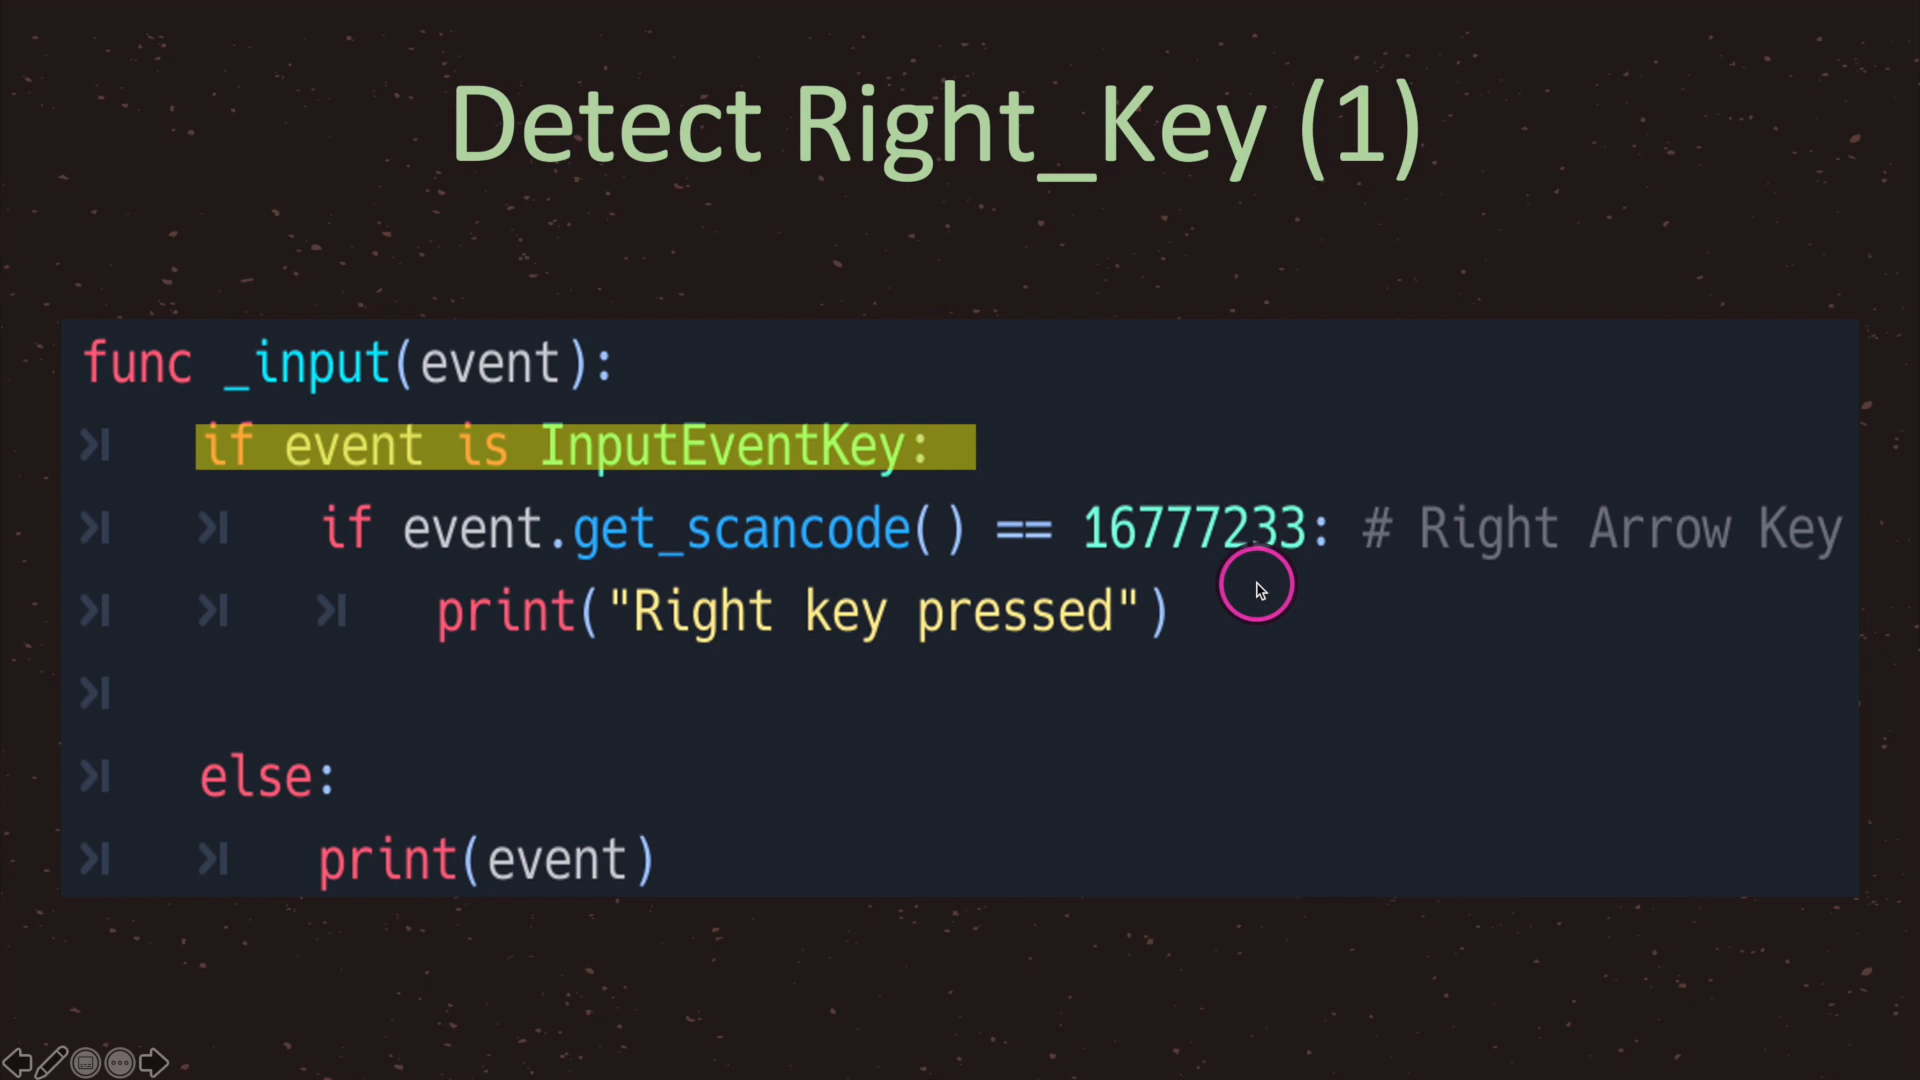 Detect Right_Key (1)
func _input(event):
if event is InputEventKey:
if event.get_scancode() == 16777233: # Right Arrow Key
print("Right key pressed")
else:
print(event)